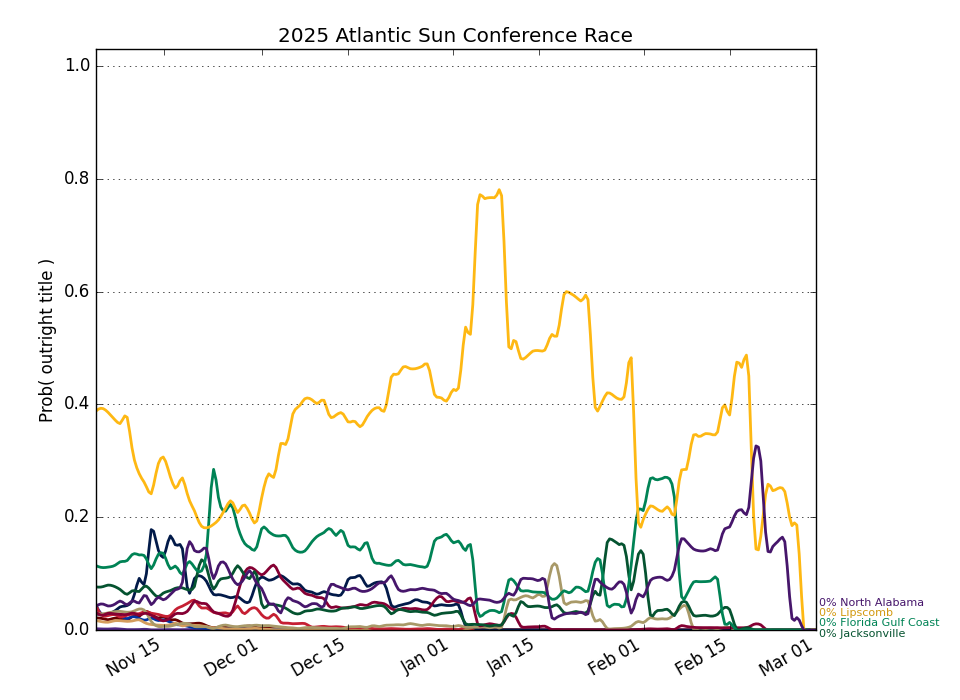 2025 Atlantic Sun Conference Race
Prob( outright title )
1.0
0.8
0.6
0.4
0.2
0.0
Nov 15
Dec 01
Dec 15
Jan 01
Jan 15
Feb 01
Feb 15
Mar 01
0% North Alabama
0% Lipscomb
0% Florida Gulf Coast
0% Jacksonville